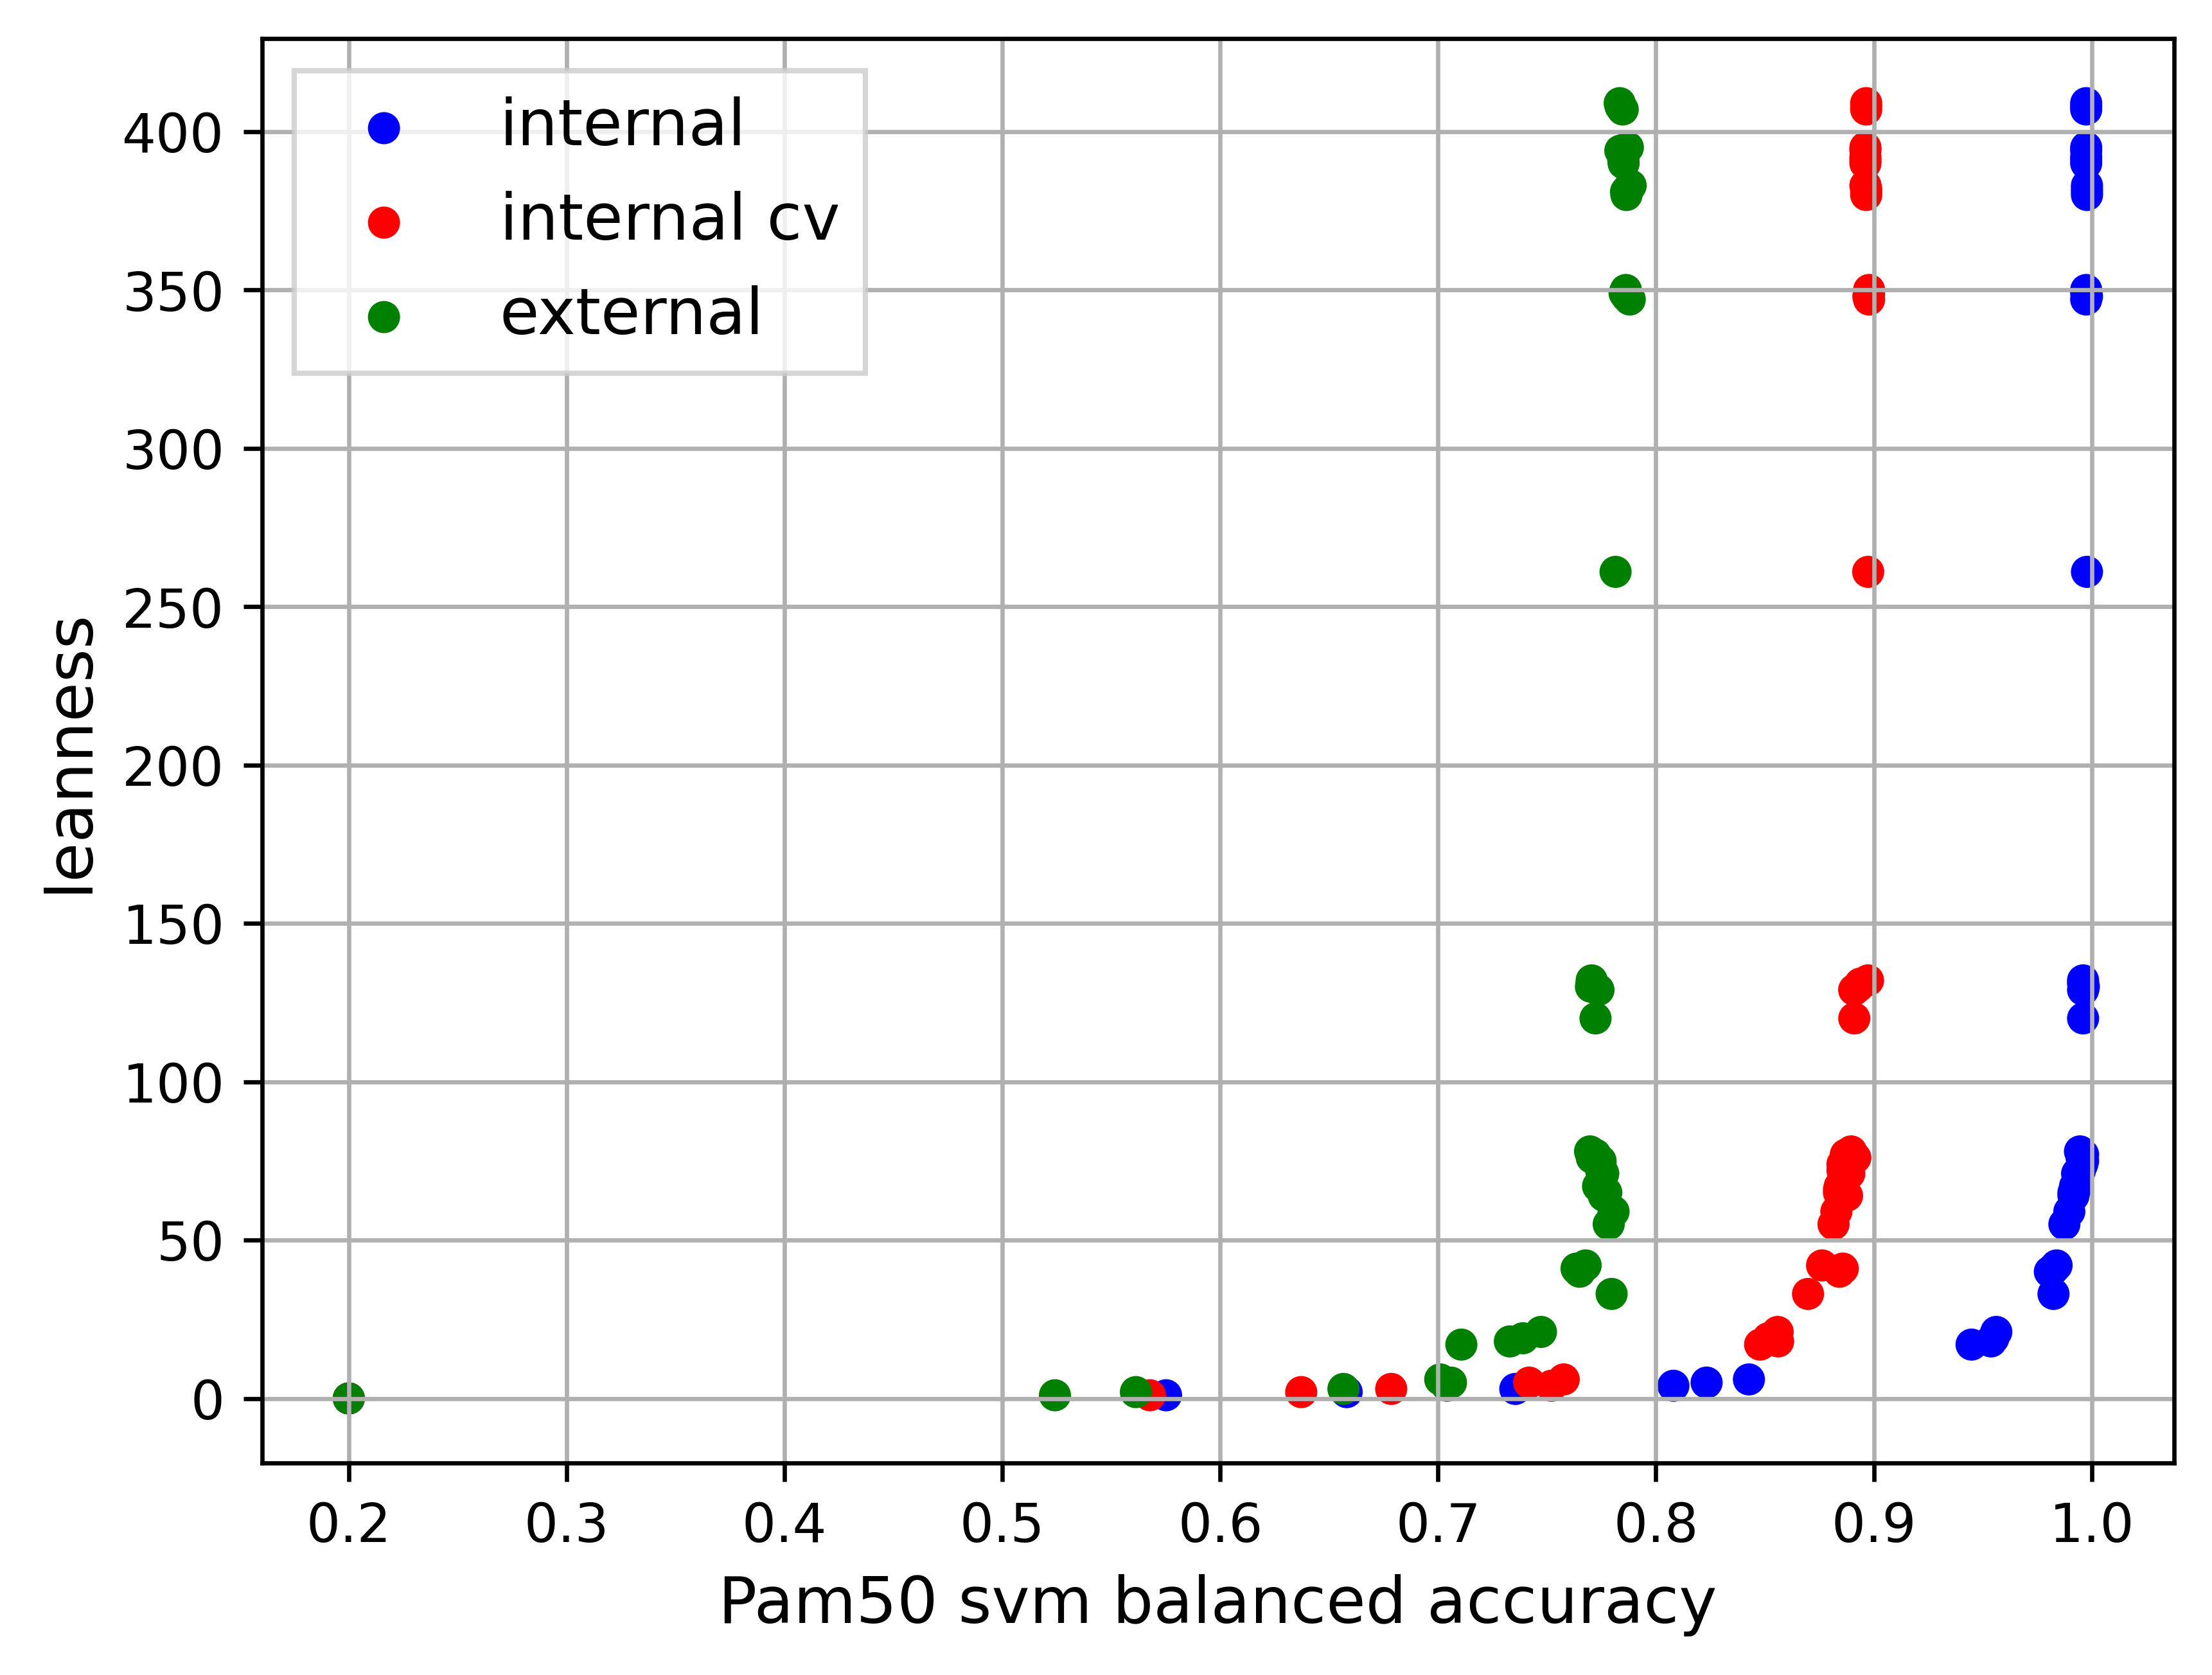 internal
internal cv
external
400
350
300
250
200
150
100
50
0
leanness
0.2 0.3 0.4 0.5 0.6 0.7 0.8 0.9 1.0
Pam50 svm balanced accuracy